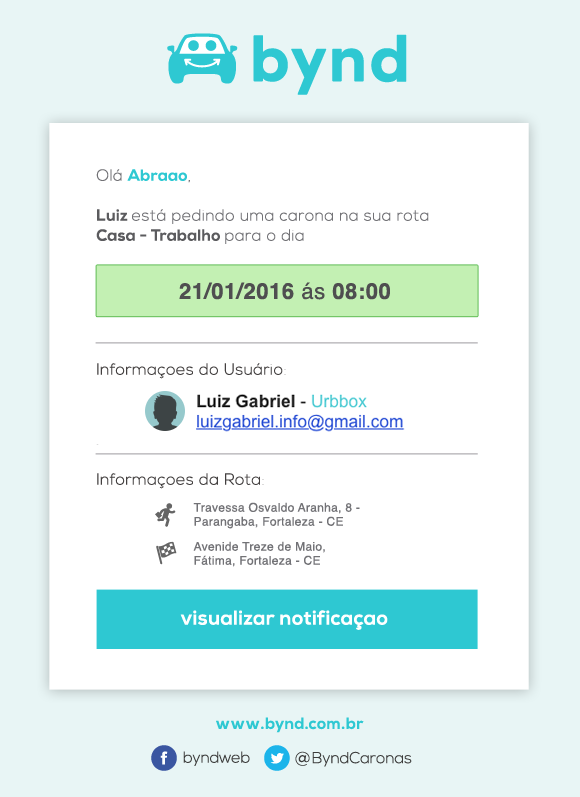 bynd
Olá Abraao,
Luiz está pedindo uma carona na sua rota
Casa - Trabalho para o dia
21/01/2016 ás 08:00
Informaçoes do Usuário:
Luiz Gabriel - Urbbox
luizgabriel.info@gmail.com
Informaçoes da Rota:
Travessa Osvaldo Aranha, 8 -
Parangaba, Fortaleza - CE
Avenide Treze de Maio,
Fátima, Fortaleza - CE
visualizar notificaçao
www.bynd.com.br
byndweb @ByndCaronas